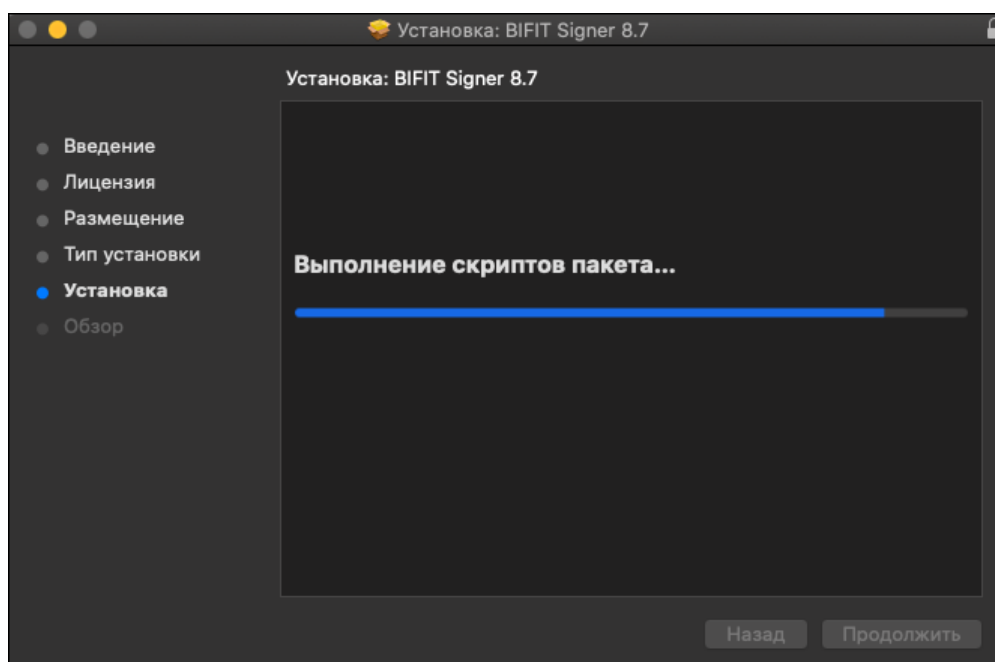 Установка: BIFIT Signer 8.7
Установка: BIFIT Signer 8.7
Введение
Лицензия
Размещение
Тип установки
Установка
Обзор
Выполнение скриптов пакета...
Назад
Продолжить